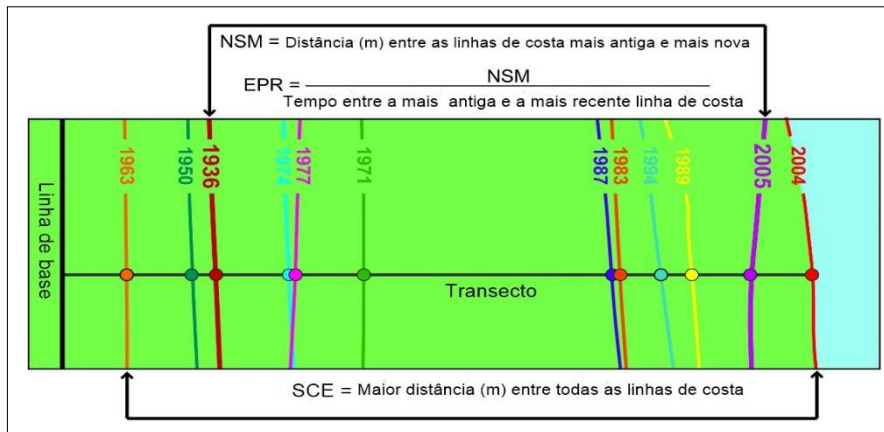 NSM = Distância (m) entre as linhas de costa mais antiga e mais nova
EPR = NSM
Tempo entre a mais antiga e a mais recente linha de costa
Linha de base
1963
1950
1936
1974
1977
1971
1987
1983
1994
1989
2005
2004
Transecto
SCE = Maior distância (m) entre todas as linhas de costa